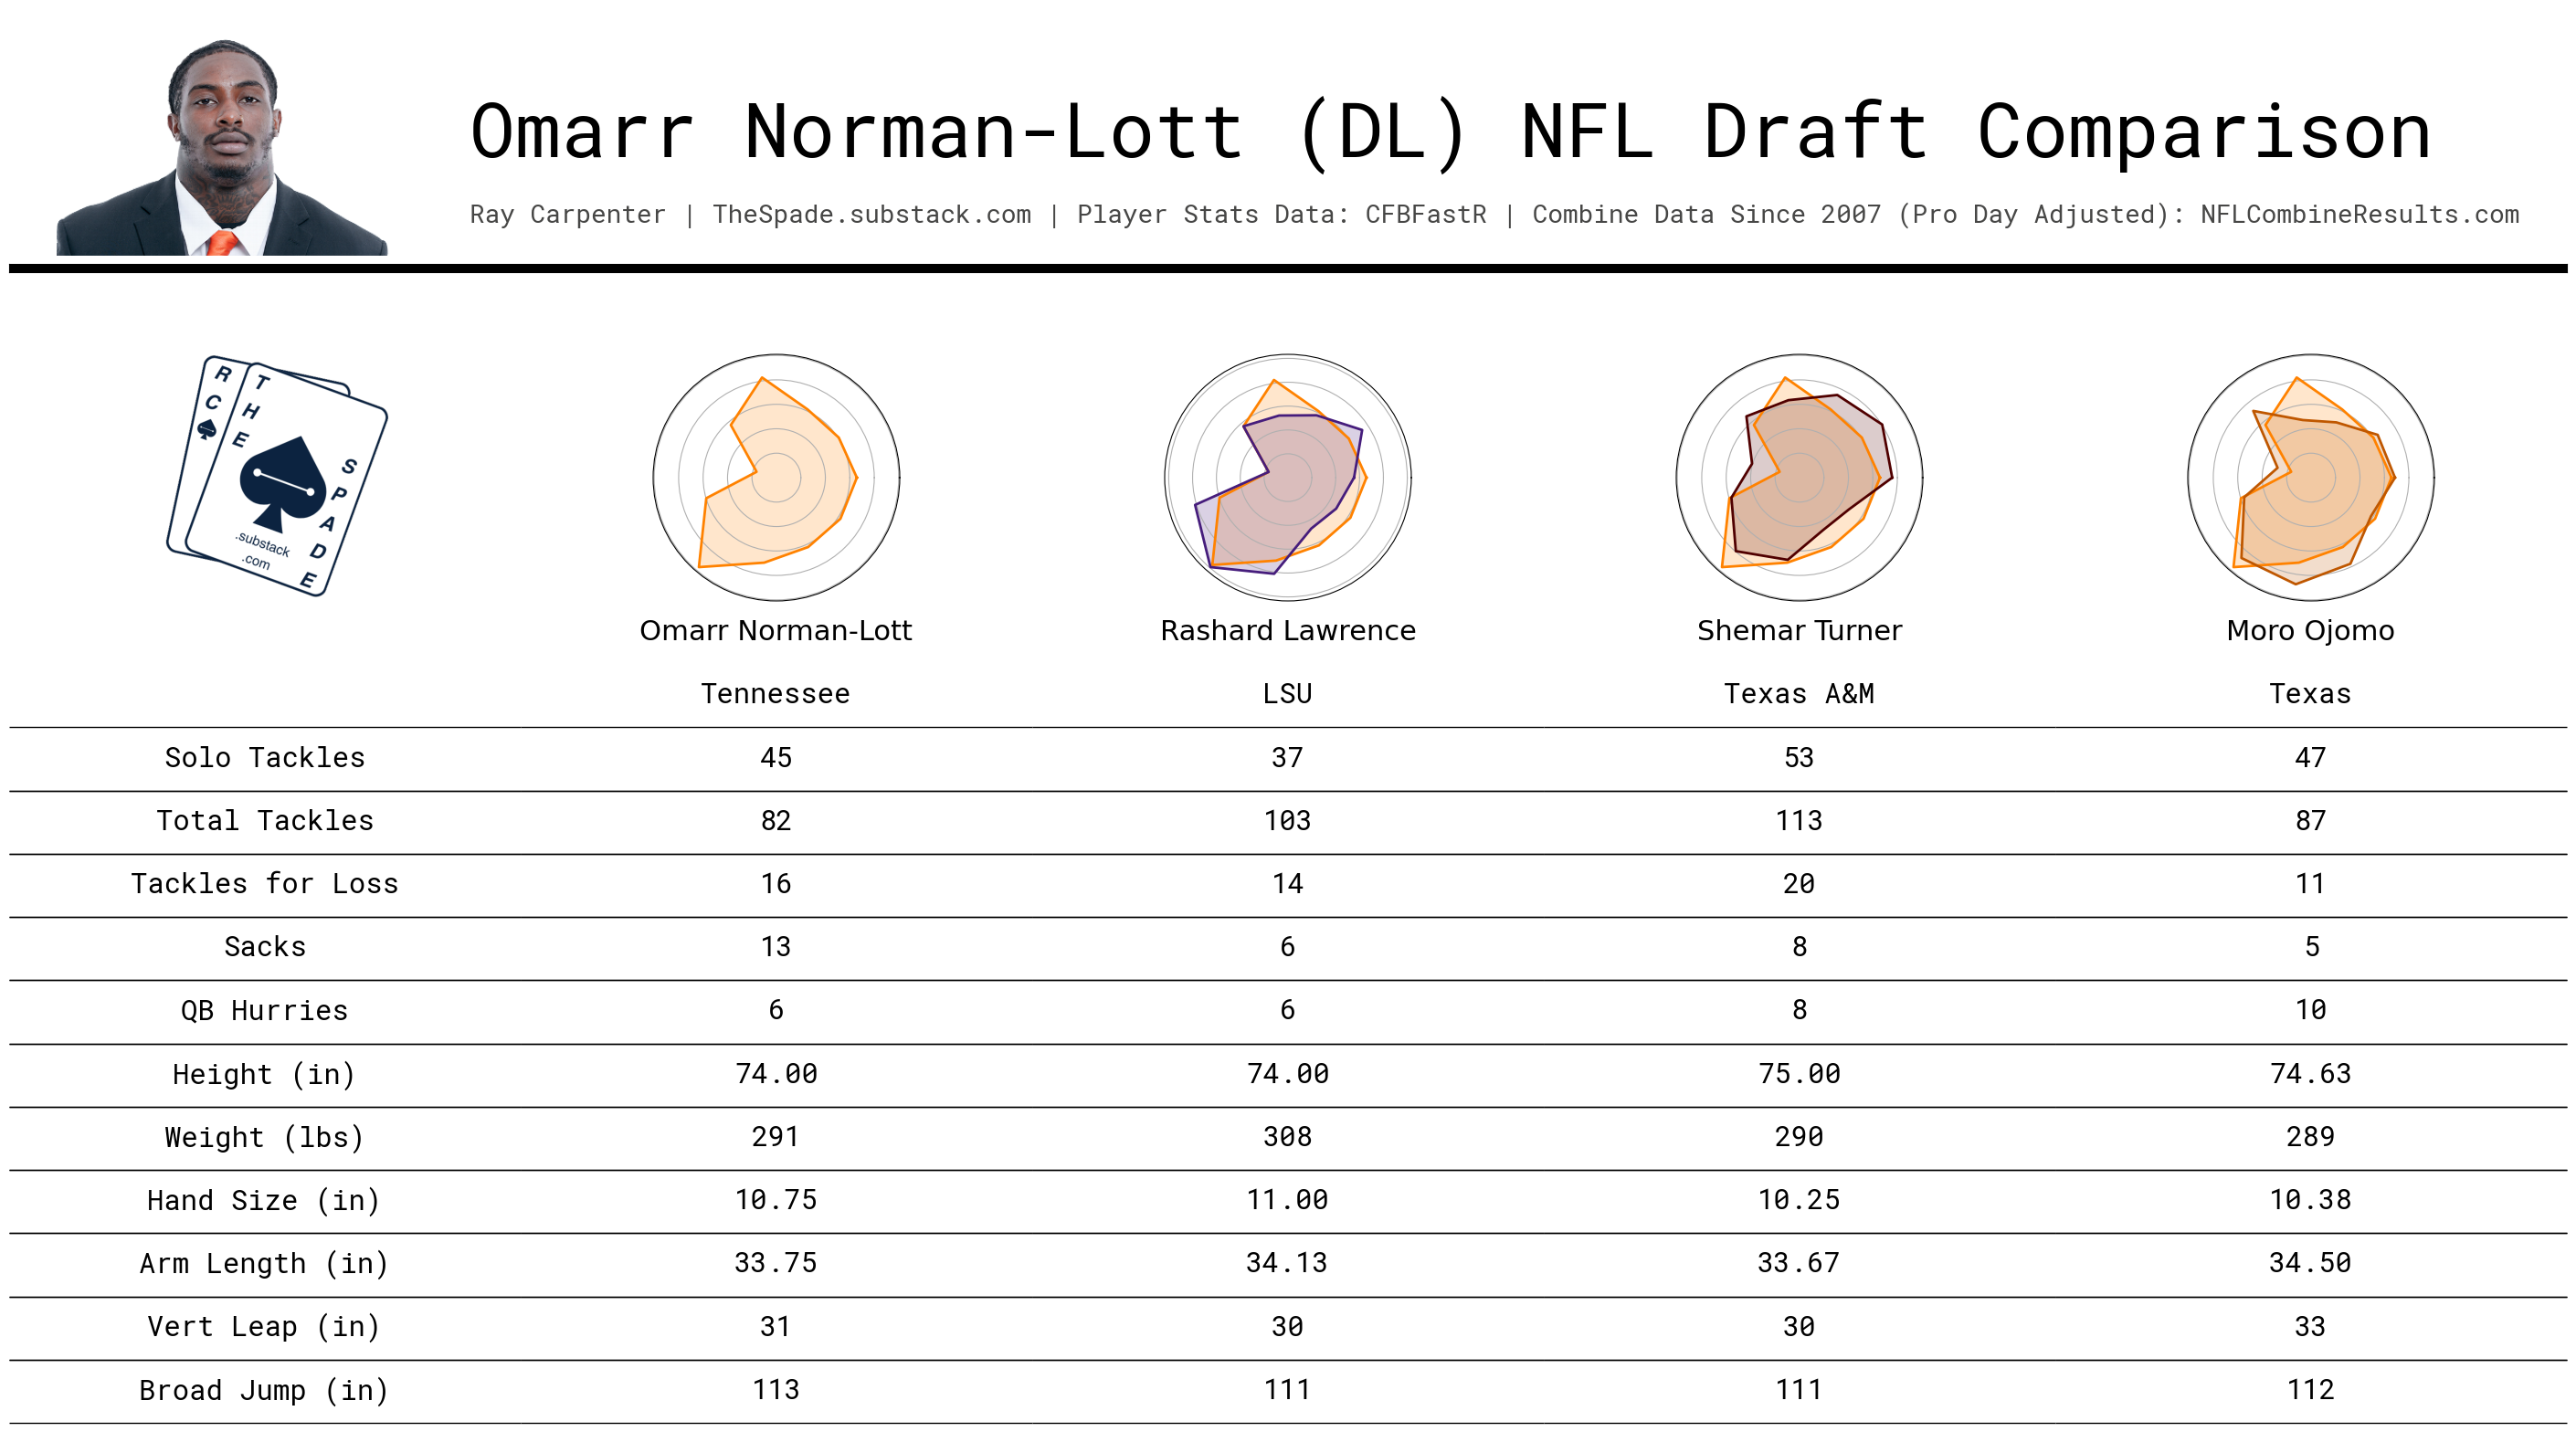 Omarr Norman-Lott (DL) NFL Draft Comparison
Ray Carpenter | TheSpade.substack.com | Player Stats Data: CFBFastR | Combine Data Since 2007 (Pro Day Adjusted): NFLCombineResults.com
RC
THE
SPADE
.substack
.com
Omarr Norman-Lott Rashard Lawrence Shemar Turner Moro Ojomo
Tennessee LSU Texas A&M Texas
Solo Tackles 45 37 53 47
Total Tackles 82 103 113 87
Tackles for Loss 16 14 20 11
Sacks 13 6 8 5
QB Hurries 6 6 8 10
Height (in) 74.00 74.00 75.00 74.63
Weight (lbs) 291 308 290 289
Hand Size (in) 10.75 11.00 10.25 10.38
Arm Length (in) 33.75 34.13 33.67 34.50
Vert Leap (in) 31 30 30 33
Broad Jump (in) 113 111 111 112